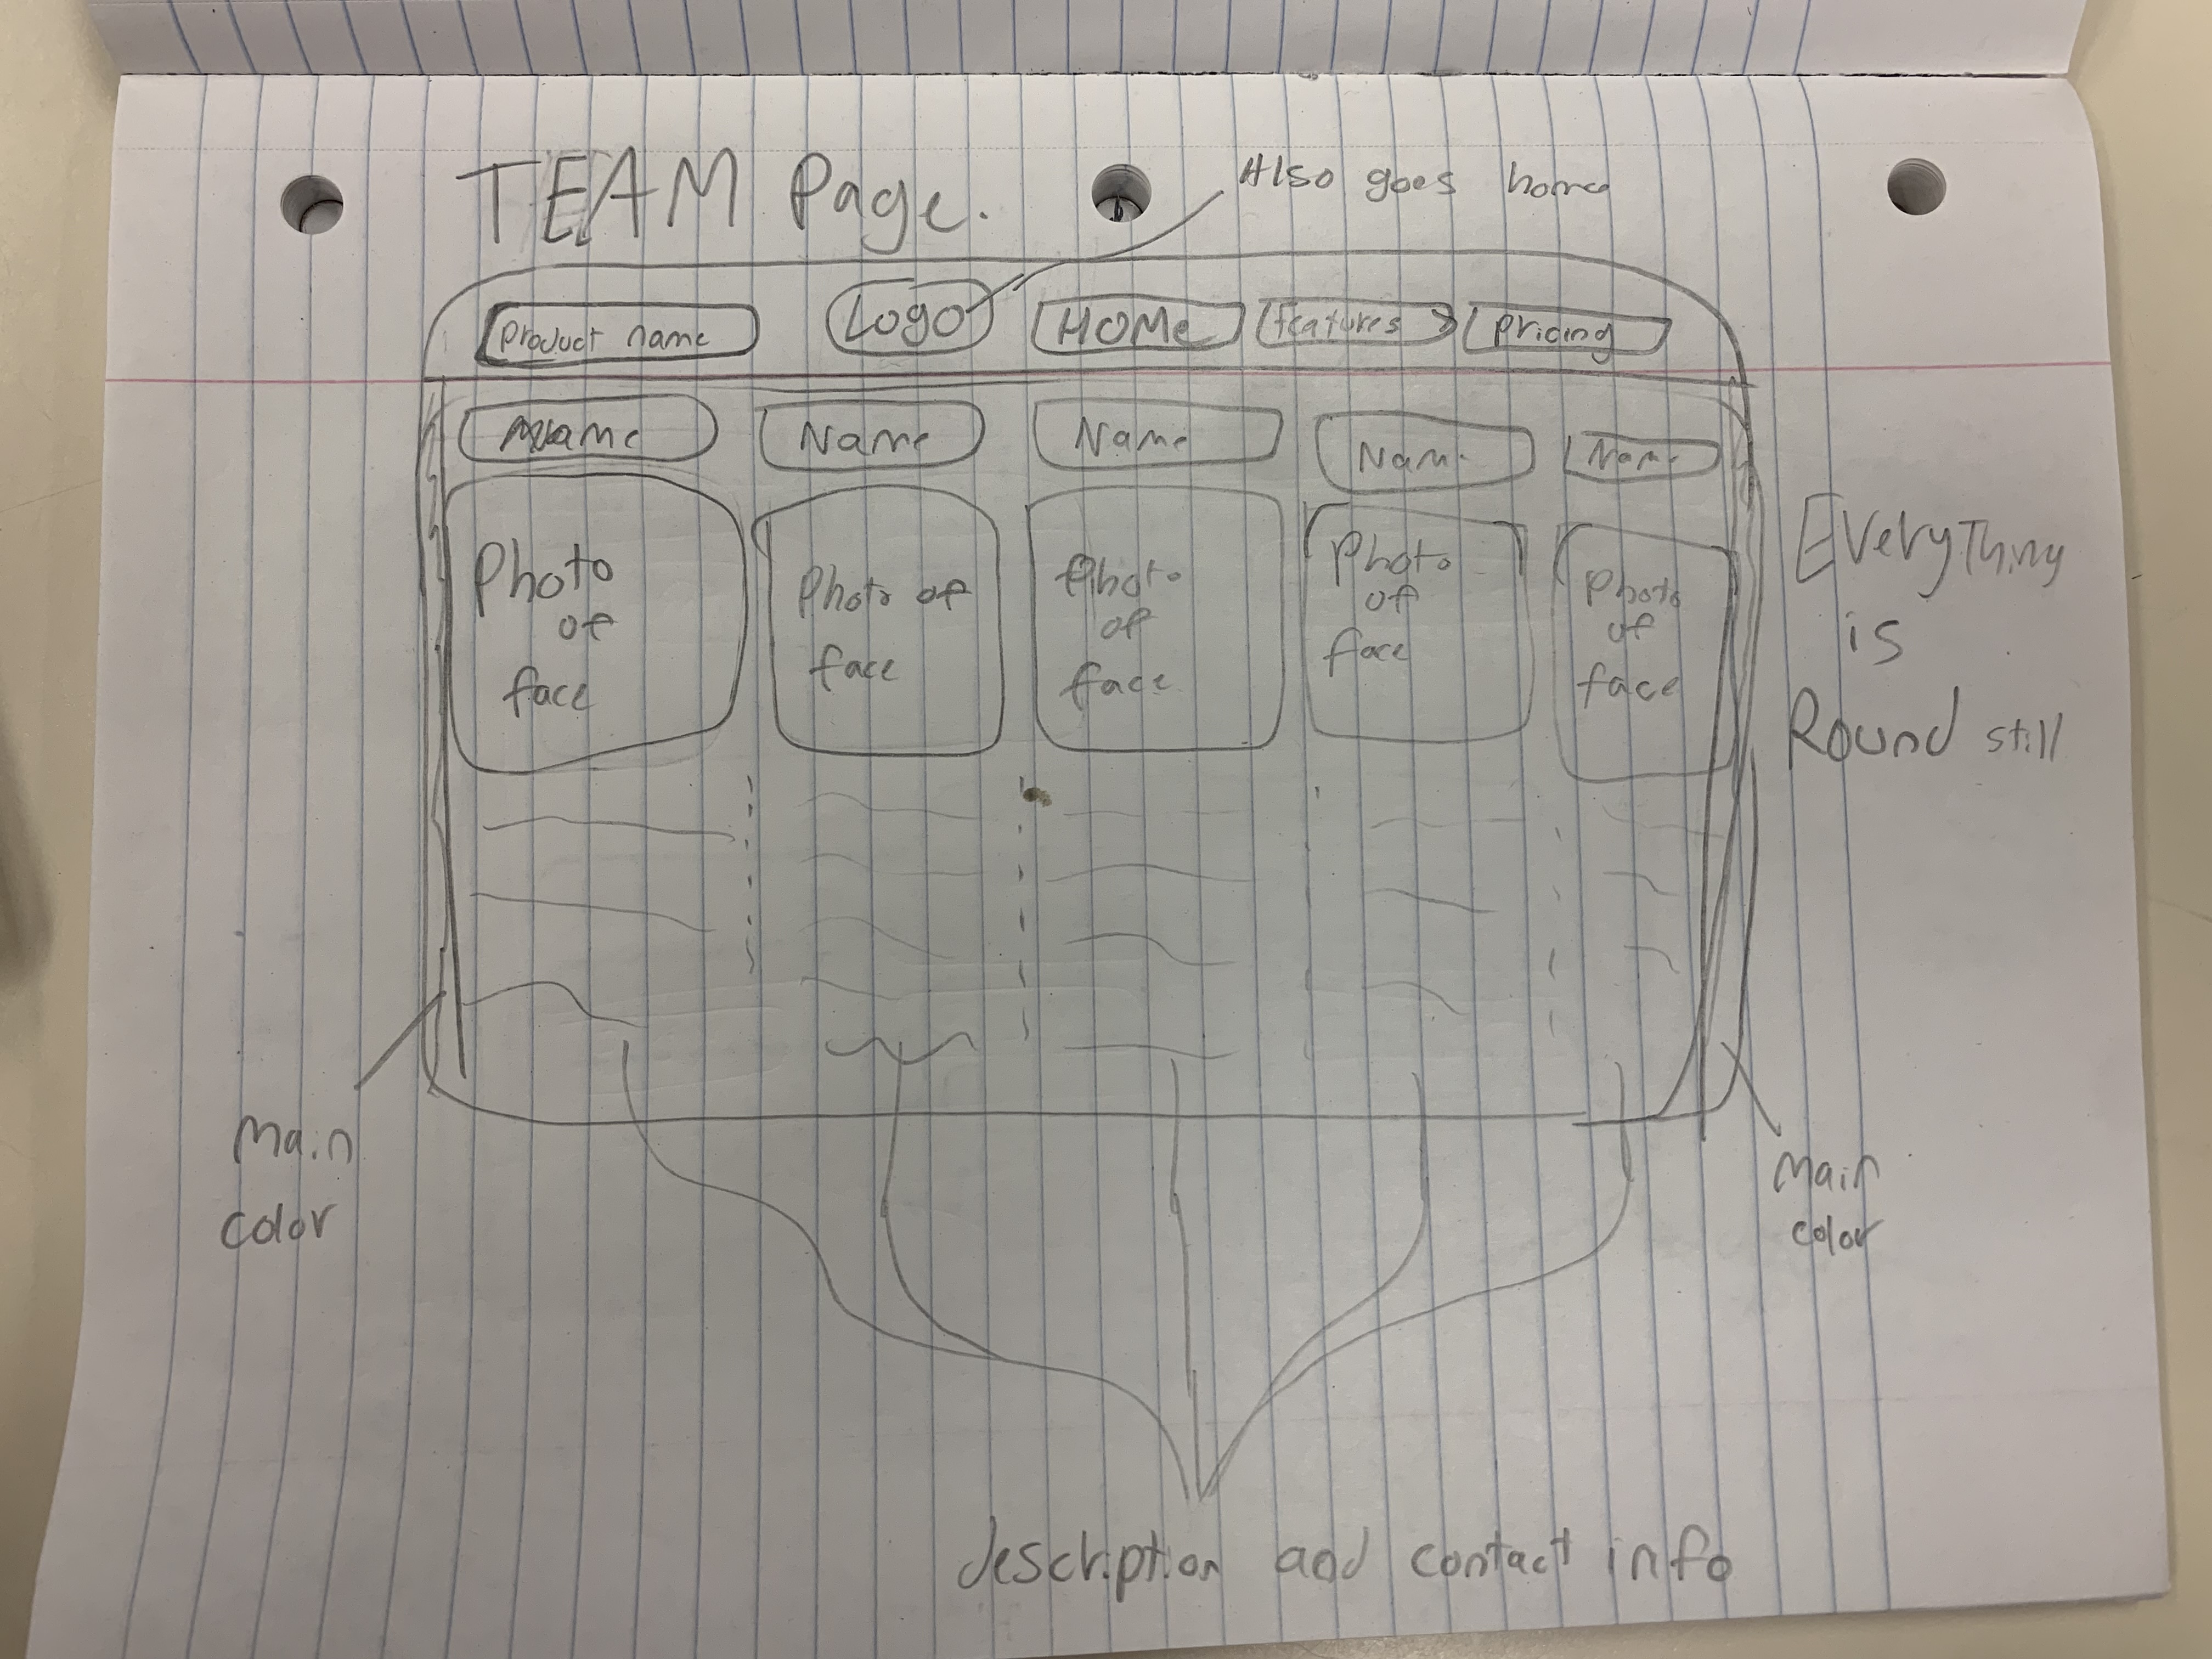 TEAM Page.
Also goes home
Product name
Logo
HOMe
features
Pricing
Name
Name
Name
Nam
Name
Photo
of
face
Photo of
face
Photo
of
face
Photo
of
face
Photo
of
face
EVeryThing
is
Round still
Main
color
Main
color
description and contact info